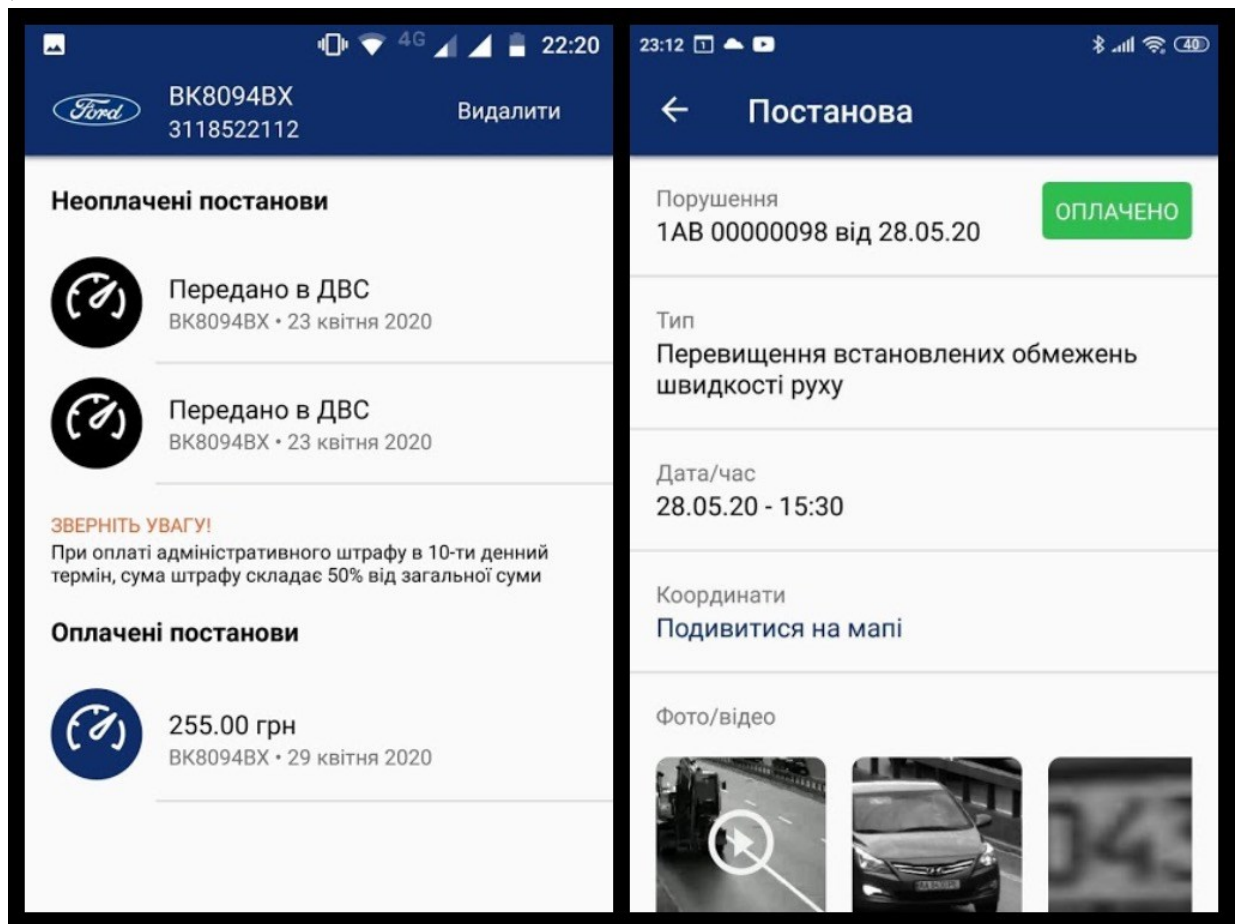 4G
22:20
Ford
BK8094BX
3118522112
Видалити
Неоплачені постанови
Передано в ДВС
BK8094BX • 23 квітня 2020
Передано в ДВС
BK8094BX • 23 квітня 2020
ЗВЕРНІТЬ УВАГУ!
При оплаті адміністративного штрафу в 10-ти денний
термін, сума штрафу складає 50% від загальної суми
Оплачені постанови
255.00 грн
BK8094BX • 29 квітня 2020
23:12
1
40
Постанова
Порушення
1АВ 00000098 від 28.05.20
ОПЛАЧЕНО
Тип
Перевищення встановлених обмежень
швидкості руху
Дата/час
28.05.20 - 15:30
Координати
Подивитися на мапі
Фото/відео
043